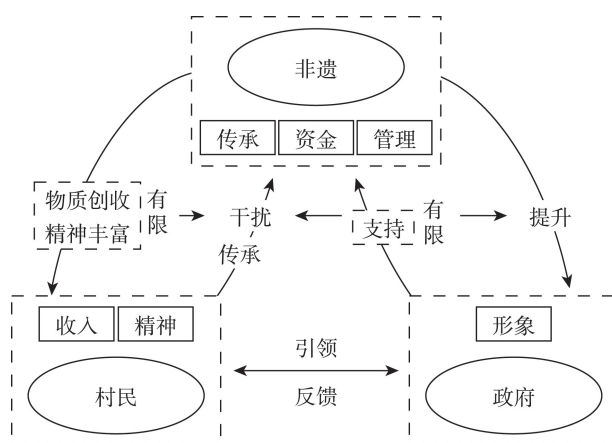 非遗
传承 资金 管理
物质创收
精神丰富
有限
干扰
传承
支持
有限
提升
收入 精神
村民
引领
反馈
形象
政府